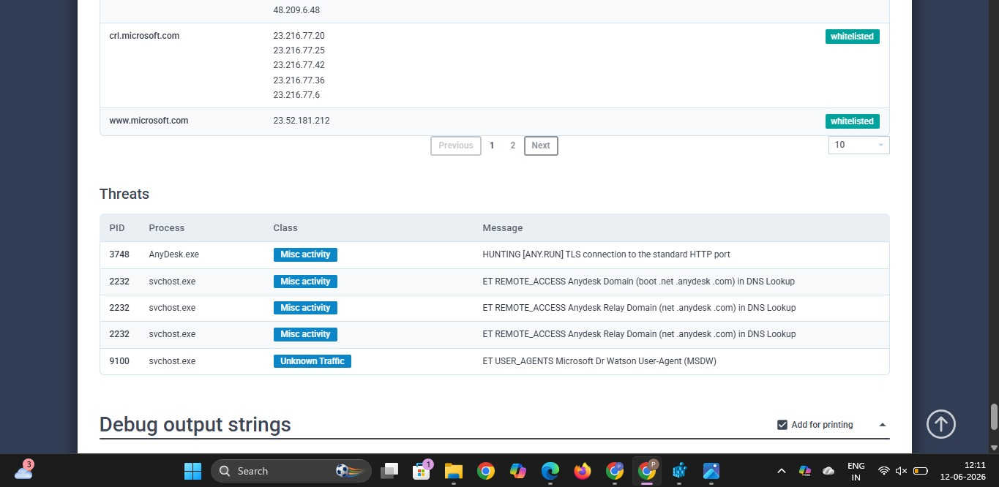 48.209.6.48
crl.microsoft.com 23.216.77.20 whitelisted
23.216.77.25
23.216.77.42
23.216.77.36
23.216.77.6
www.microsoft.com 23.52.181.212 whitelisted
Previous 1 2 Next 10
Threats
PID Process Class Message
3748 AnyDesk.exe Misc activity HUNTING [ANY.RUN] TLS connection to the standard HTTP port
2232 svchost.exe Misc activity ET REMOTE_ACCESS Anydesk Domain (boot .net .anydesk .com) in DNS Lookup
2232 svchost.exe Misc activity ET REMOTE_ACCESS Anydesk Relay Domain (net .anydesk .com) in DNS Lookup
2232 svchost.exe Misc activity ET REMOTE_ACCESS Anydesk Relay Domain (net .anydesk .com) in DNS Lookup
9100 svchost.exe Unknown Traffic ET USER_AGENTS Microsoft Dr Watson User-Agent (MSDW)
Debug output strings Add for printing
3 Search 1 P P ENG 12:11
IN 12-06-2026